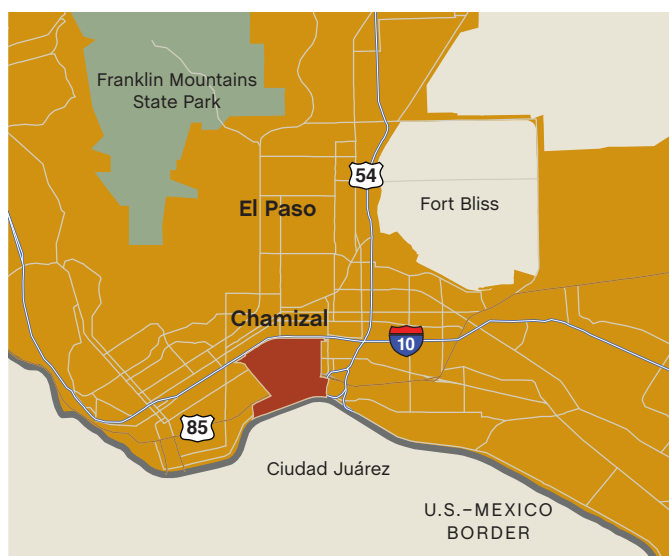 Franklin Mountains
State Park
54
El Paso
Fort Bliss
Chamizal
10
85
Ciudad Juárez
U.S.–MEXICO
BORDER